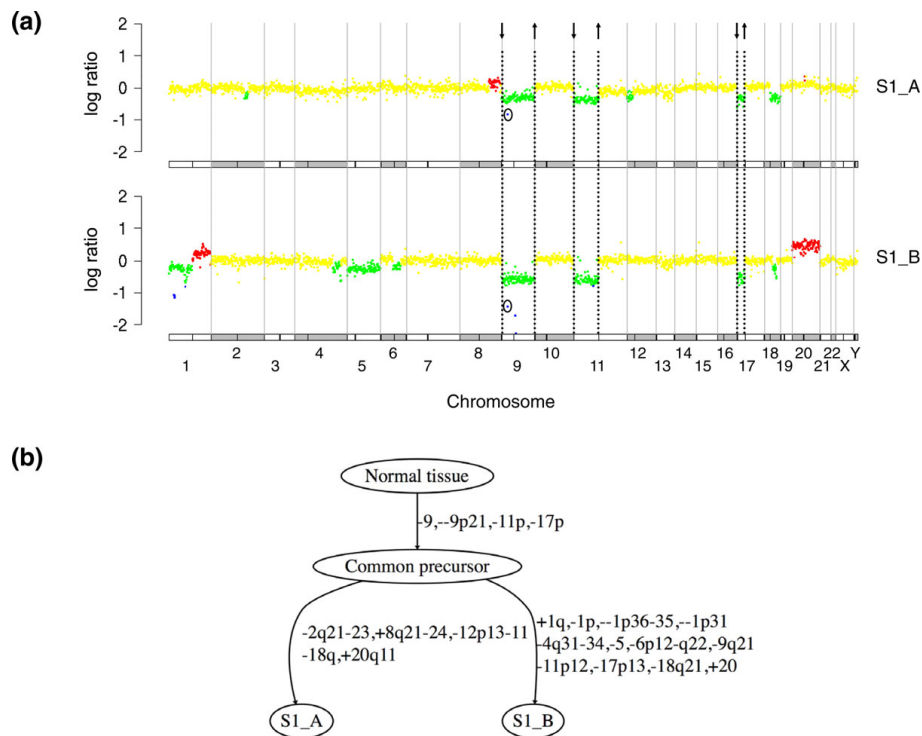 (a)
2
1
0
-1
-2
log ratio
S1_A
2
1
0
-1
-2
log ratio
S1_B
2 4 6 8 10 12 14 16 18 20 22 Y
1 3 5 7 9 11 13 15 17 19 21 X
Chromosome
(b)
Normal tissue
-9,--9p21,-11p,-17p
Common precursor
-2q21-23,+8q21-24,-12p13-11
-18q,+20q11
+1q,-1p,--1p36-35,--1p31
-4q31-34,-5,-6p12-q22,-9q21
-11p12,-17p13,-18q21,+20
S1_A
S1_B